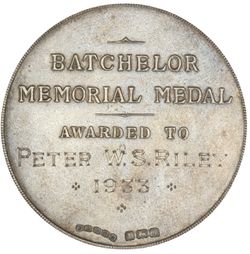 BATCHELOR
MEMORIAL MEDAL
AWARDED TO
PETER W.S. RILEY
1933